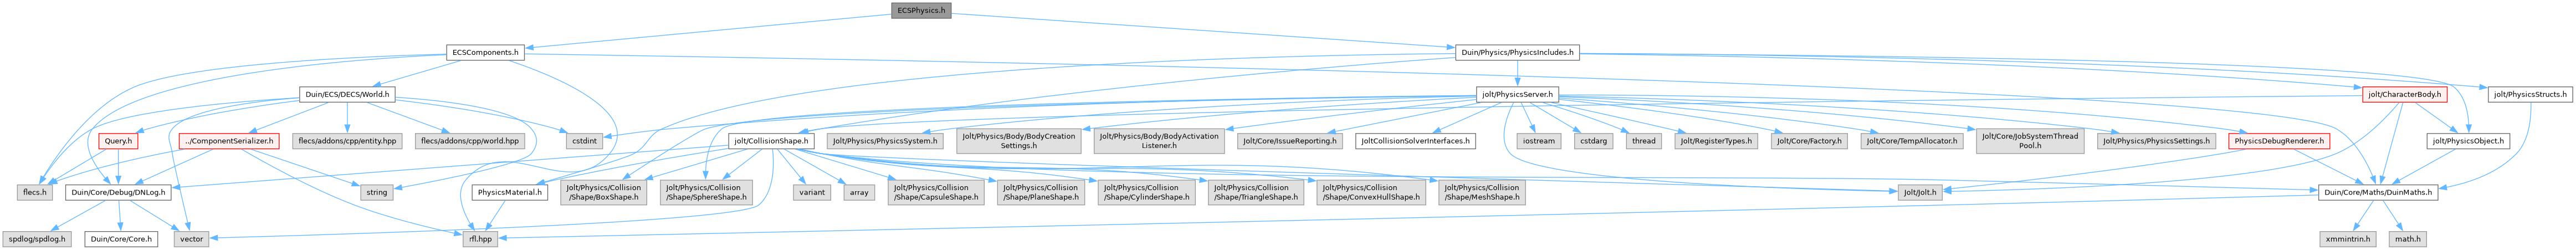 ECSPhysics.h
ECSComponents.h
Duin/Physics/PhysicsIncludes.h
Duin/ECS/DECS/World.h
jolt/PhysicsServer.h
jolt/CharacterBody.h
jolt/PhysicsStructs.h
Query.h
../ComponentSerializer.h
flecs/addons/cpp/entity.hpp
flecs/addons/cpp/world.hpp
cstdint
jolt/CollisionShape.h
Jolt/Physics/PhysicsSystem.h
Jolt/Physics/Body/BodyCreation
Settings.h
Jolt/Physics/Body/BodyActivation
Listener.h
Jolt/Core/IssueReporting.h
JoltCollisionSolverInterfaces.h
iostream
cstdarg
thread
Jolt/RegisterTypes.h
Jolt/Core/Factory.h
Jolt/Core/TempAllocator.h
Jolt/Core/JobSystemThread
Pool.h
Jolt/Physics/PhysicsSettings.h
PhysicsDebugRenderer.h
jolt/PhysicsObject.h
flecs.h
Duin/Core/Debug/DNLog.h
string
PhysicsMaterial.h
Jolt/Physics/Collision
/Shape/BoxShape.h
Jolt/Physics/Collision
/Shape/SphereShape.h
variant
array
Jolt/Physics/Collision
/Shape/CapsuleShape.h
Jolt/Physics/Collision
/Shape/PlaneShape.h
Jolt/Physics/Collision
/Shape/CylinderShape.h
Jolt/Physics/Collision
/Shape/TriangleShape.h
Jolt/Physics/Collision
/Shape/ConvexHullShape.h
Jolt/Physics/Collision
/Shape/MeshShape.h
Jolt/Jolt.h
Duin/Core/Maths/DuinMaths.h
spdlog/spdlog.h
Duin/Core/Core.h
vector
rfl.hpp
xmmintrin.h
math.h